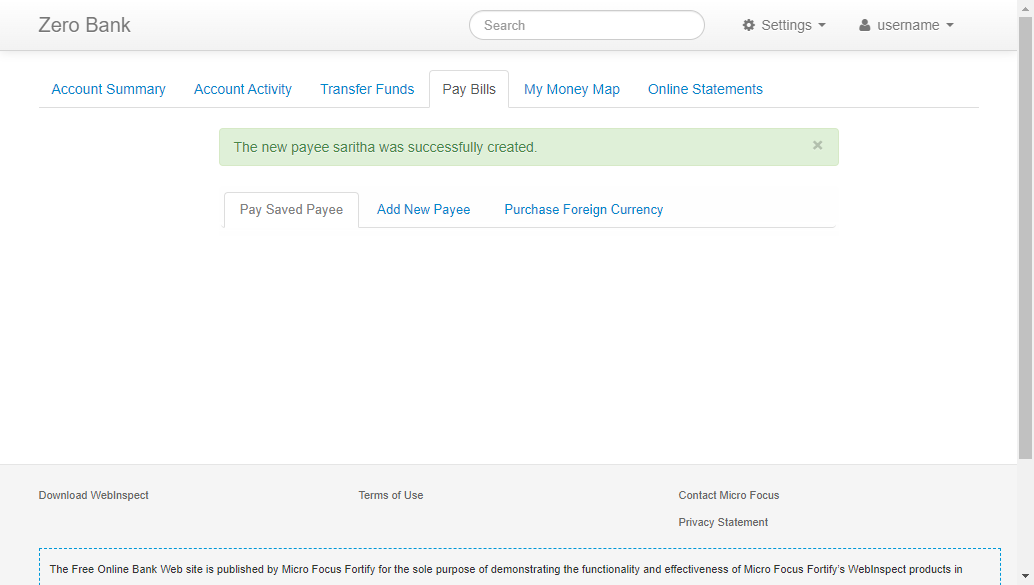 Zero Bank
Search
Settings
username
Account Summary
Account Activity
Transfer Funds
Pay Bills
My Money Map
Online Statements
The new payee saritha was successfully created.
×
Pay Saved Payee
Add New Payee
Purchase Foreign Currency
Download WebInspect
Terms of Use
Contact Micro Focus
Privacy Statement
The Free Online Bank Web site is published by Micro Focus Fortify for the sole purpose of demonstrating the functionality and effectiveness of Micro Focus Fortify's WebInspect products in